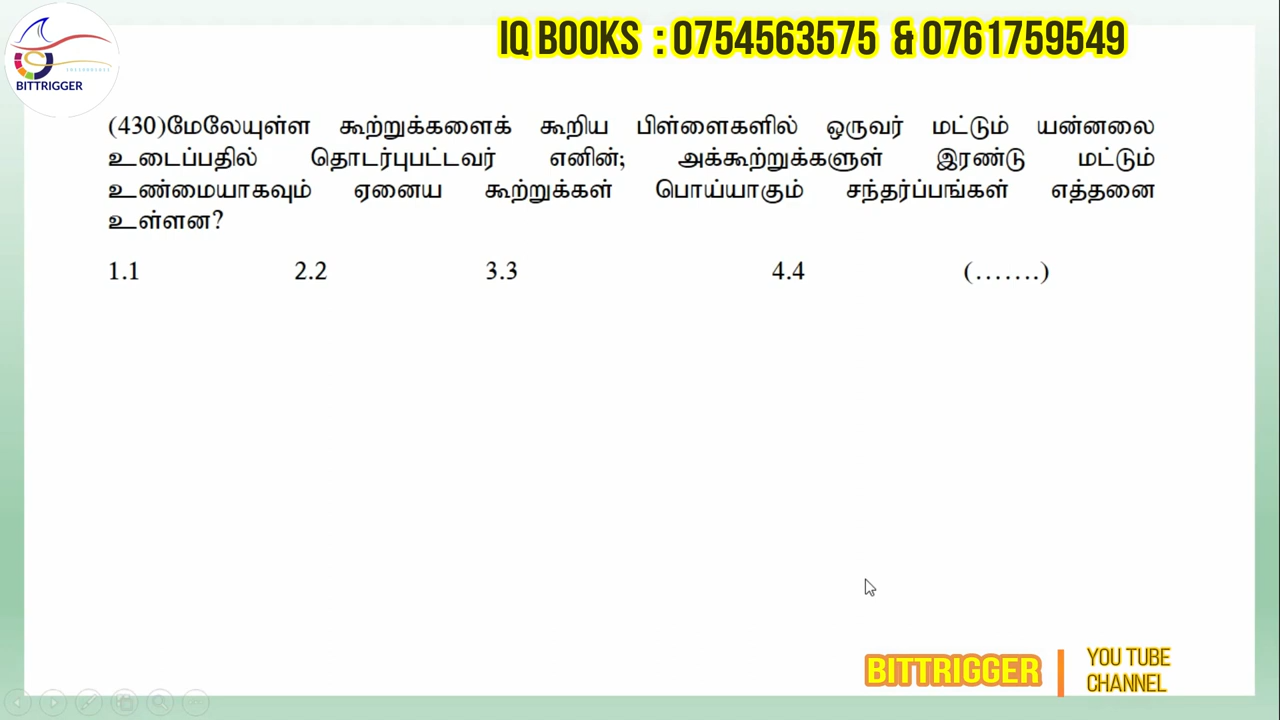 IQ BOOKS : 0754563575 & 0761759549
BITTRIGGER
(430)மேலேயுள்ள கூற்றுக்களைக் கூறிய பிள்ளைகளில் ஒருவர் மட்டும் யன்னலை
உடைப்பதில் தொடர்புபட்டவர் எனின்; அக்கூற்றுக்களுள் இரண்டு மட்டும்
உண்மையாகவும் ஏனைய கூற்றுக்கள் பொய்யாகும் சந்தர்ப்பங்கள் எத்தனை
உள்ளன?
1.1 2.2 3.3 4.4 (.......)
BITTRIGGER
YOU TUBE
CHANNEL